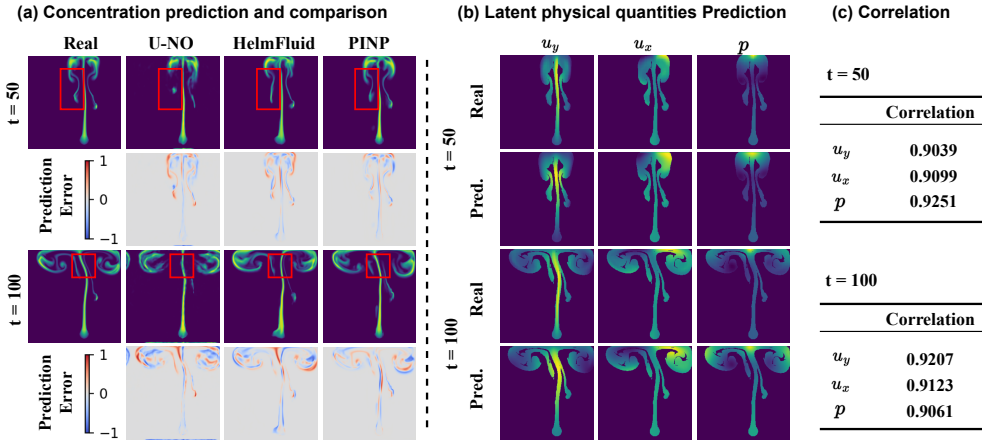 (a) Concentration prediction and comparison
Real U-NO HelmFluid PINP
t = 50
Prediction Error
1
0
−1
t = 100
Prediction Error
1
0
−1
(b) Latent physical quantities Prediction
u_y u_x p
t = 50
Real
Pred.
t = 100
Real
Pred.
(c) Correlation
t = 50
Correlation
u_y 0.9039
u_x 0.9099
p 0.9251
t = 100
Correlation
u_y 0.9207
u_x 0.9123
p 0.9061